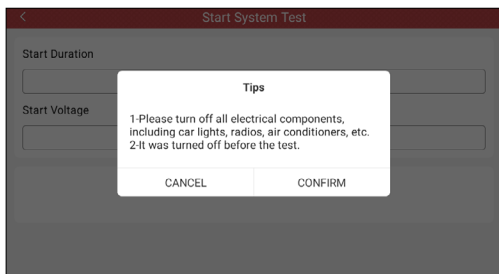 Start System Test
Start Duration
Start Voltage
Tips
1-Please turn off all electrical components,
including car lights, radios, air conditioners, etc.
2-It was turned off before the test.
CANCEL
CONFIRM